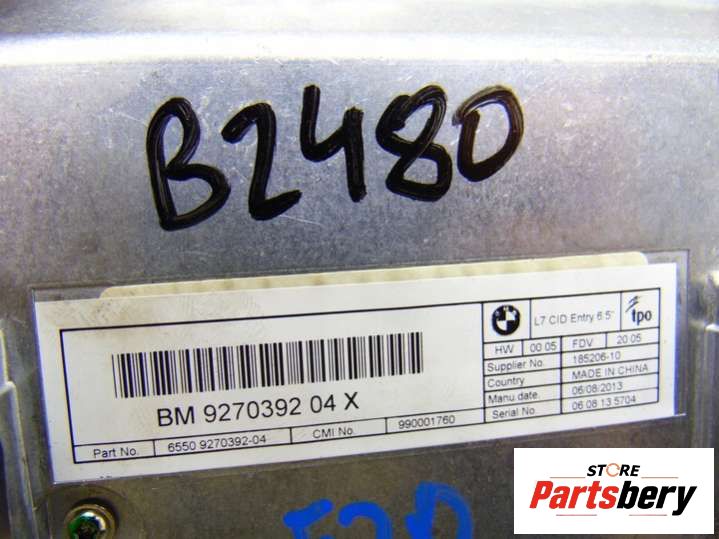 B2480
BM 9270392 04 X
Part No. 6550 9270392-04 CMI No. 990001760
L7 CID Entry 6.5" tpo
HW 00 05 FDV 20 05
Supplier No. 185206-10
Country MADE IN CHINA
Manu date. 06/08/2013
Serial No. 06 08 13 5704
STORE
Partsbery